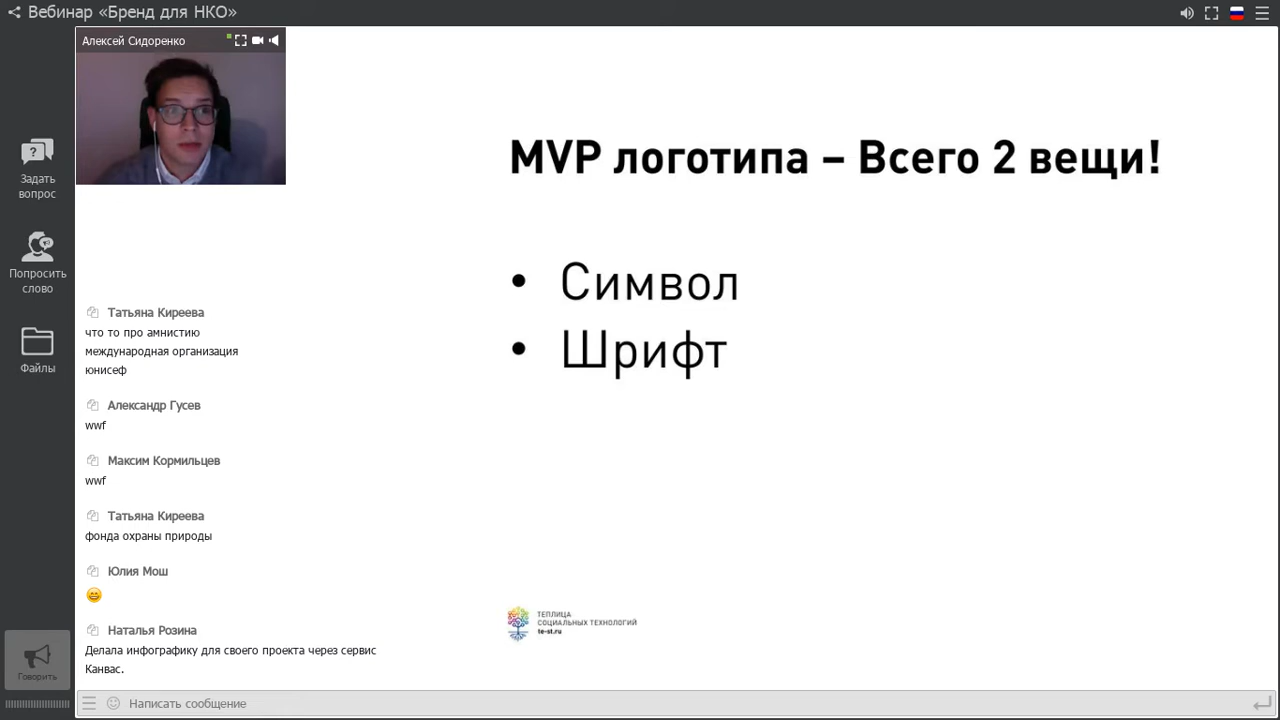 Вебинар «Бренд для НКО»
Алексей Сидоренко
Задать
вопрос
Попросить
слово
Файлы
Говорить
MVP логотипа – Всего 2 вещи!
• Символ
• Шрифт
ТЕПЛИЦА
СОЦИАЛЬНЫХ ТЕХНОЛОГИЙ
te-st.ru
Татьяна Киреева
что то про амнистию
международная организация
юнисеф
Александр Гусев
wwf
Максим Кормильцев
wwf
Татьяна Киреева
фонда охраны природы
Юлия Мош
😄
Наталья Розина
Делала инфографику для своего проекта через сервис
Канвас.
Написать сообщение